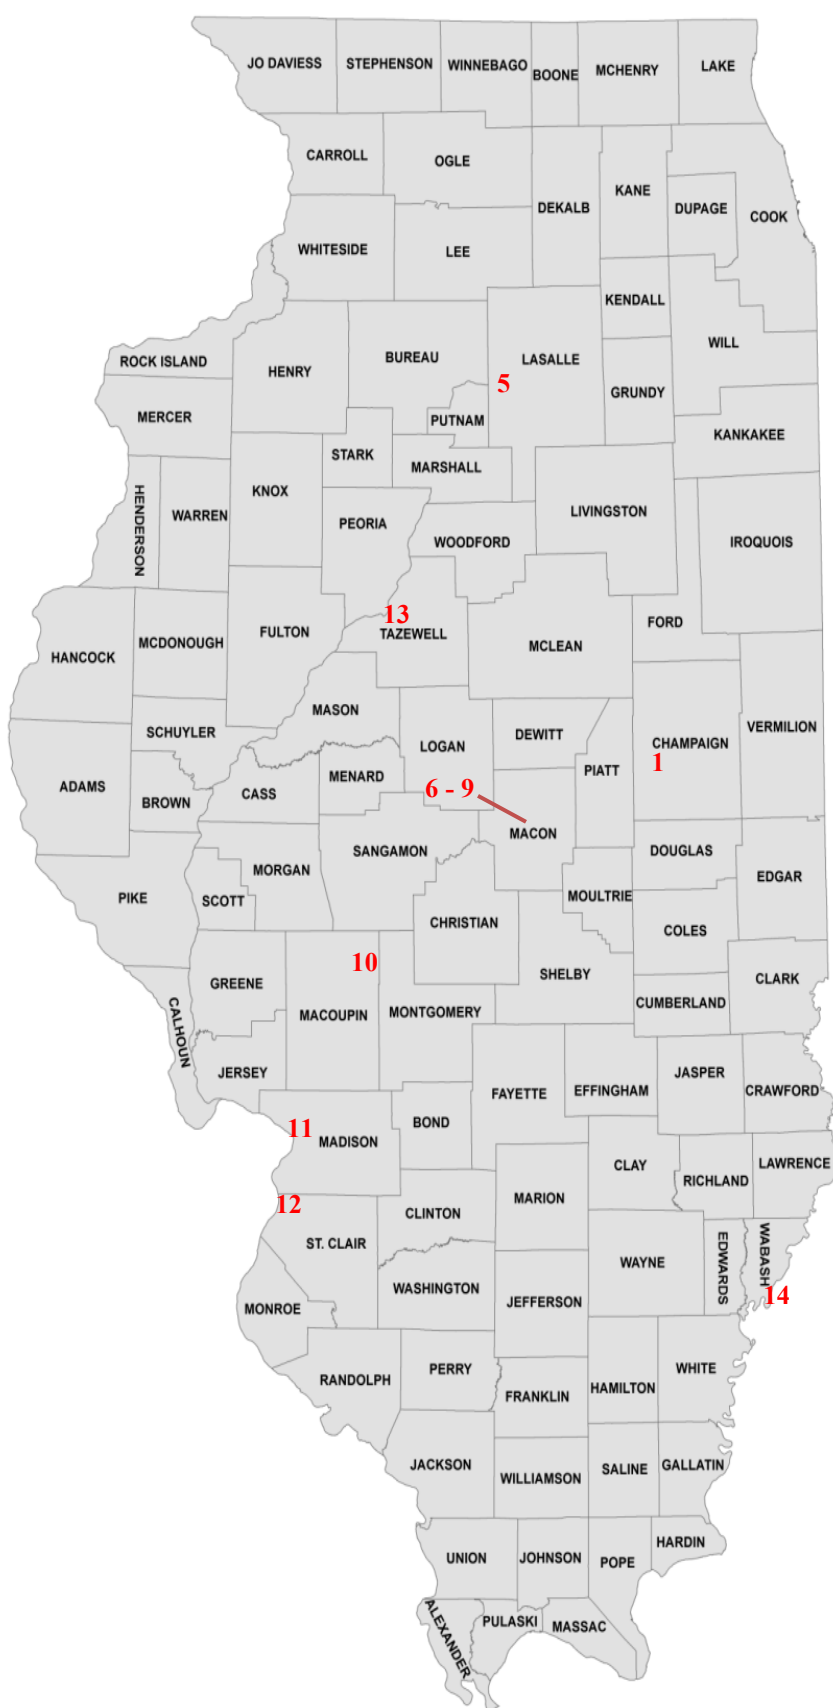 JO DAVIESS STEPHENSON WINNEBAGO BOONE MCHENRY LAKE
CARROLL OGLE DEKALB KANE DUPAGE COOK
WHITESIDE LEE KENDALL
ROCK ISLAND HENRY BUREAU LASALLE WILL
5
MERCER PUTNAM GRUNDY KANKAKEE
STARK MARSHALL
HENDERSON WARREN KNOX PEORIA WOODFORD LIVINGSTON IROQUOIS
13
HANCOCK MCDONOUGH FULTON TAZEWELL MCLEAN FORD
SCHUYLER MASON LOGAN DEWITT CHAMPAIGN VERMILION
1
ADAMS BROWN CASS MENARD PIATT
6 - 9
MACON
PIKE SCOTT MORGAN SANGAMON MOULTRIE DOUGLAS EDGAR
CHRISTIAN COLES
10
CALHOUN GREENE MACOUPIN MONTGOMERY SHELBY CUMBERLAND CLARK
JERSEY FAYETTE EFFINGHAM JASPER CRAWFORD
11
MADISON BOND CLAY RICHLAND LAWRENCE
12
ST. CLAIR CLINTON MARION WAYNE EDWARDS WABASH
14
MONROE WASHINGTON JEFFERSON
RANDOLPH PERRY FRANKLIN HAMILTON WHITE
JACKSON WILLIAMSON SALINE GALLATIN
UNION JOHNSON POPE HARDIN
ALEXANDER PULASKI MASSAC